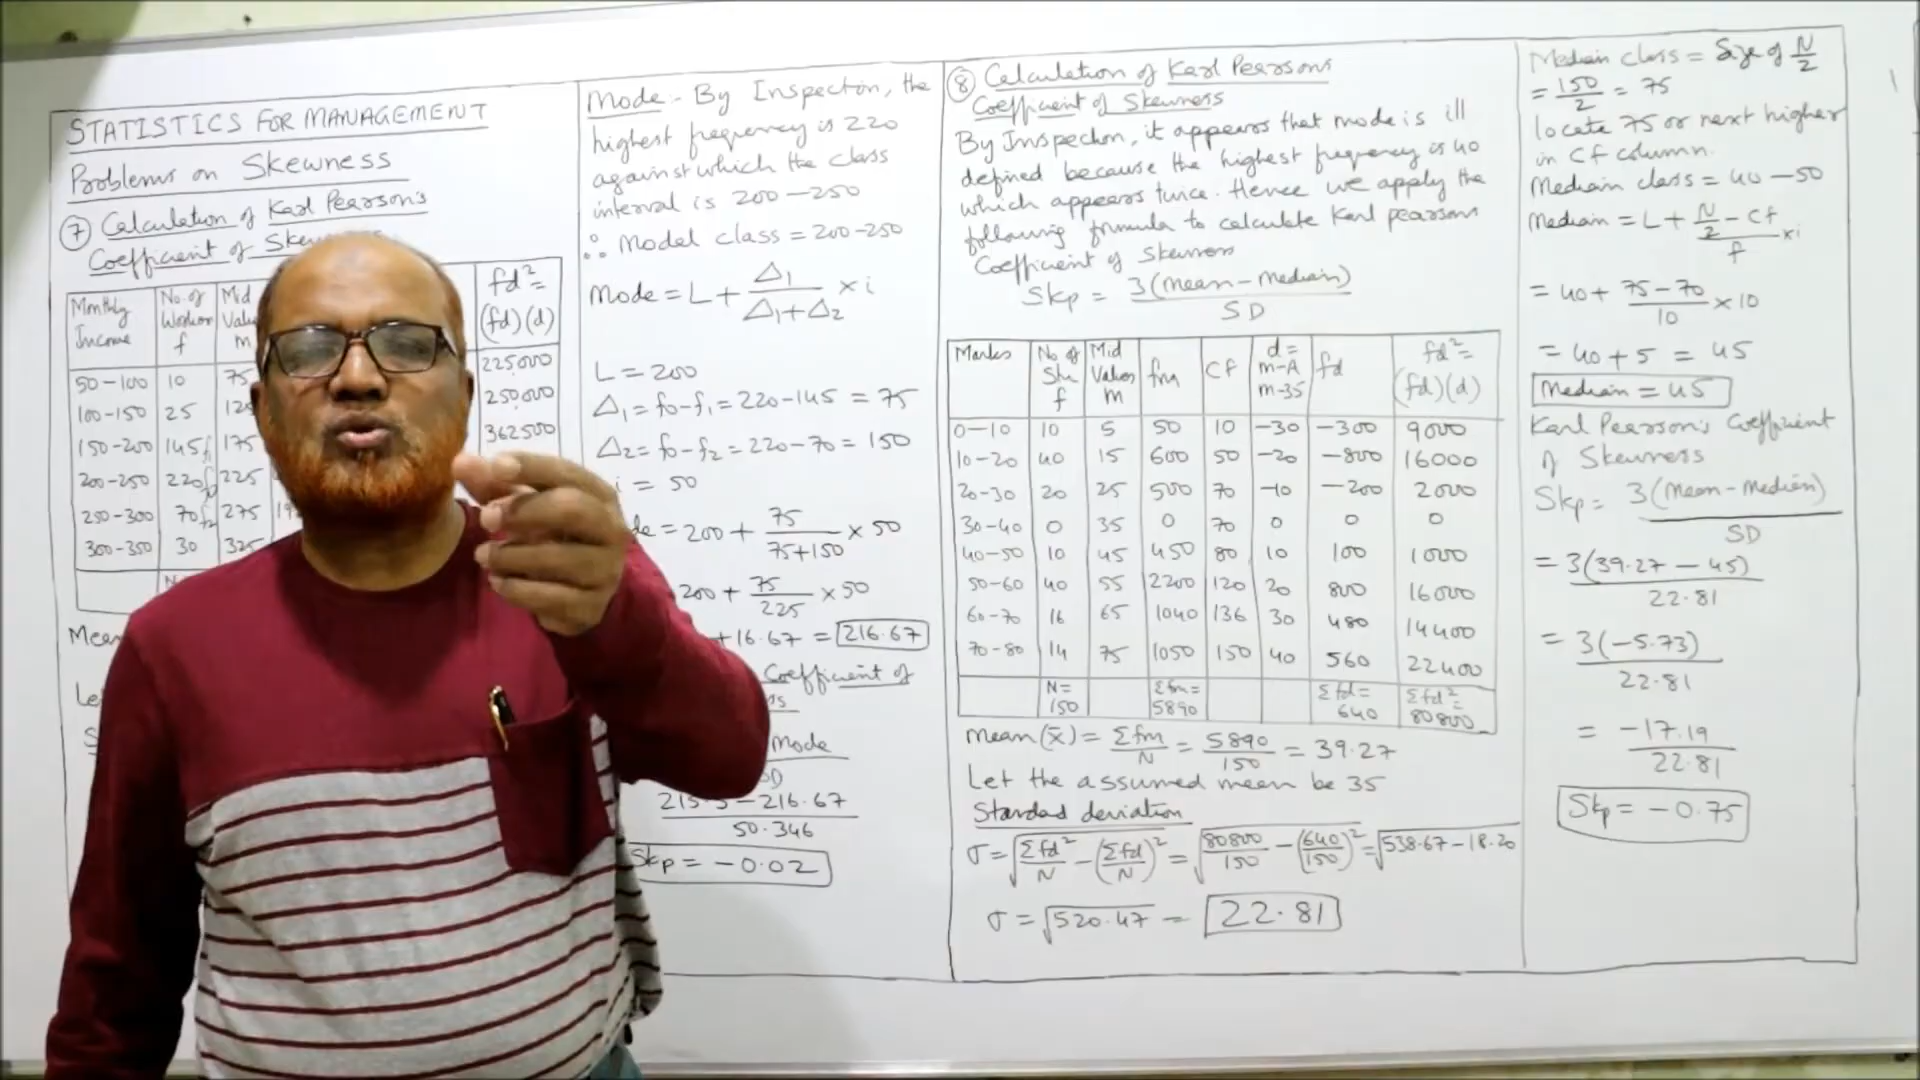 STATISTICS FOR MANAGEMENT
Problems on Skewness
7 Calculation of Karl Pearson's
Coefficient of
Monthly Income | No. of Worker f | Mid Valu m | fd² = (fd)(d)
50-100 | 10 | 75 | 225,000
100-150 | 25 | 125 | 250,000
150-200 | 145 f₁ | 175 | 362500
200-250 | 220 f₀ | 225
250-300 | 70 f₂ | 275
300-350 | 30 | 325
Mean
Mode:- By Inspection, the
highest frequency is 220
against which the class
interval is 200-250
∴ Model class = 200-250
Mode = L + Δ₁/(Δ₁+Δ₂) × i
L = 200
Δ₁ = f₀-f₁ = 220-145 = 75
Δ₂ = f₀-f₂ = 220-70 = 150
i = 50
= 200 + 75/(75+150) × 50
200 + 75/225 × 50
+16.67 = 216.67
Coefficient of
Mode
50.346
Skp = -0.02
8 Calculation of Karl Pearsons
Coefficient of Skewness
By Inspection, it appears that mode is ill
defined because the highest frequency is 40
which appears twice. Hence we apply the
following formula to calculate Karl pearsons
Coefficient of Skewness
Skp = 3(mean-median)/SD
Marks | No. of Stu f | Mid Values m | fm | Cf | d = m-A m-35 | fd | fd² = (fd)(d)
0-10 | 10 | 5 | 50 | 10 | -30 | -300 | 9000
10-20 | 40 | 15 | 600 | 50 | -20 | -800 | 16000
20-30 | 20 | 25 | 500 | 70 | -10 | -200 | 2000
30-40 | 0 | 35 | 0 | 70 | 0 | 0 | 0
40-50 | 10 | 45 | 450 | 80 | 10 | 100 | 1000
50-60 | 40 | 55 | 2200 | 120 | 20 | 800 | 16000
60-70 | 16 | 65 | 1040 | 136 | 30 | 480 | 14400
70-80 | 14 | 75 | 1050 | 150 | 40 | 560 | 22400
N = 150 | Σfm = 5890 | Σfd = 640 | Σfd² = 80800
mean (x̄) = Σfm/N = 5890/150 = 39.27
Let the assumed mean be 35
Standard deviation
σ = √(Σfd²/N - (Σfd/N)²) = √(80800/150 - (640/150)²) = √(538.67-18.20)
σ = √520.47 = 22.81
Median class = Size of N/2
= 150/2 = 75
locate 75 or next higher
in Cf column.
Median class = 40-50
Median = L + (N/2 - Cf)/f × i
= 40 + (75-70)/10 × 10
= 40 + 5 = 45
Median = 45
Karl Pearson's Coefficient
of Skewness
Skp = 3(mean-median)/SD
= 3(39.27-45)/22.81
= 3(-5.73)/22.81
= -17.19/22.81
Skp = -0.75